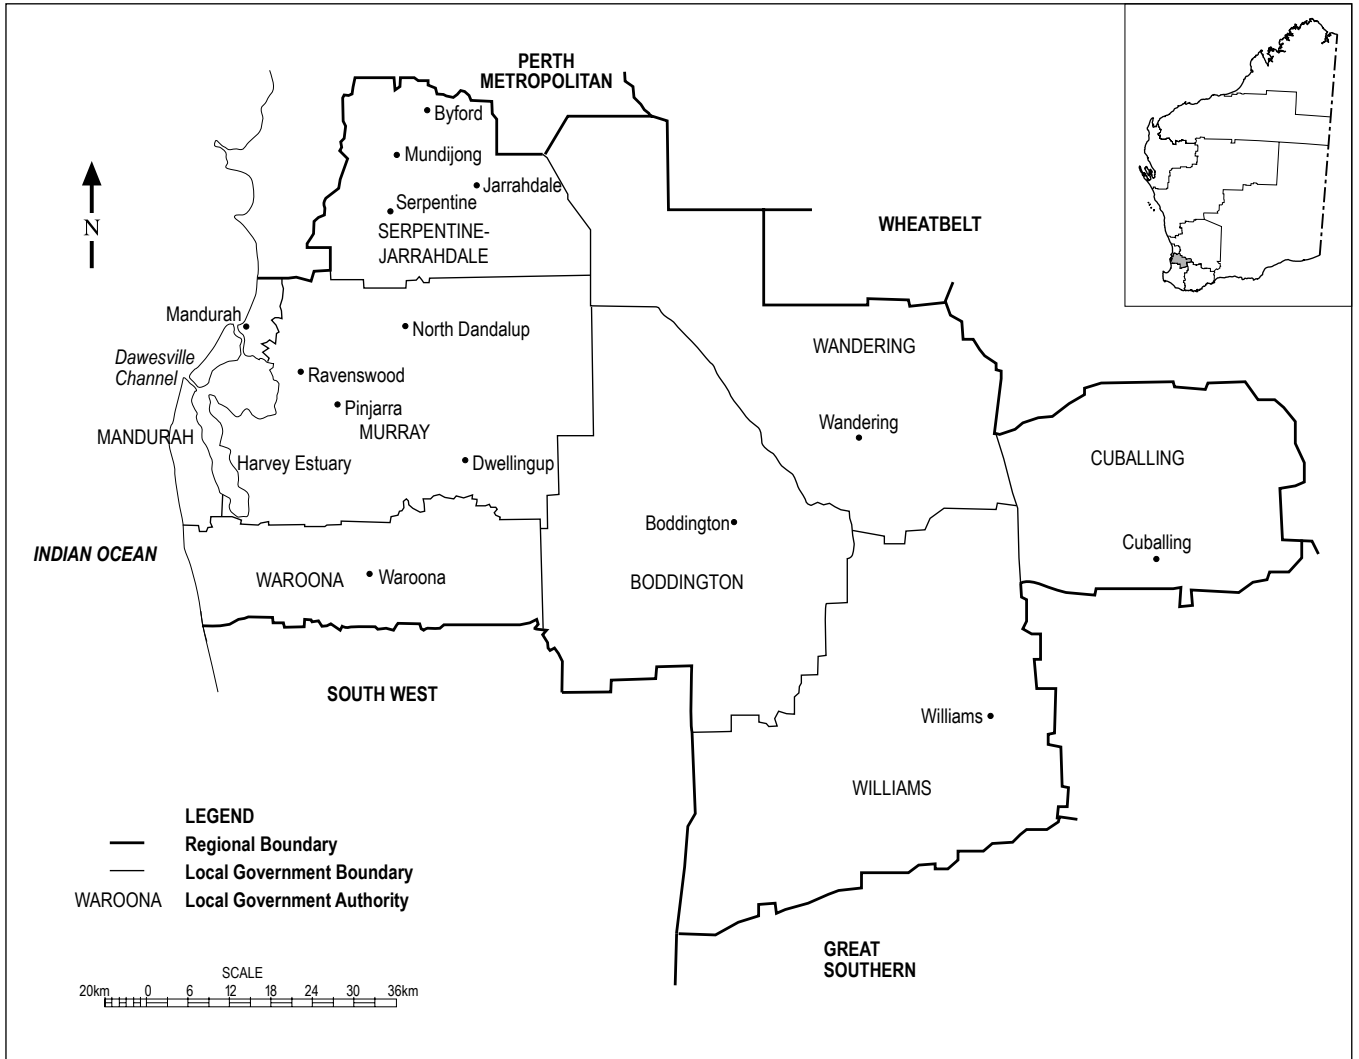 PERTH
METROPOLITAN
Byford
Mundijong
Jarrahdale
Serpentine
SERPENTINE-
JARRAHDALE
N
WHEATBELT
Mandurah
North Dandalup
WANDERING
Dawesville
Channel
Ravenswood
Pinjarra
MURRAY
Wandering
MANDURAH
Harvey Estuary
Dwellingup
CUBALLING
Boddington
Cuballing
INDIAN OCEAN
WAROONA
Waroona
BODDINGTON
SOUTH WEST
Williams
WILLIAMS
LEGEND
Regional Boundary
Local Government Boundary
WAROONA Local Government Authority
GREAT
SOUTHERN
SCALE
20km 0 6 12 18 24 30 36km